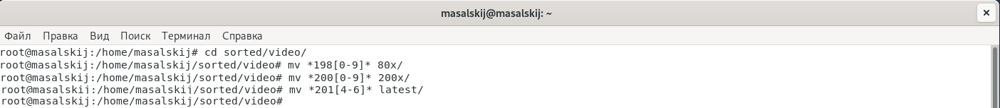 masalskij@masalskij: ~
Файл Правка Вид Поиск Терминал Справка
root@masalskij:/home/masalskij# cd sorted/video/
root@masalskij:/home/masalskij/sorted/video# mv *198[0-9]* 80x/
root@masalskij:/home/masalskij/sorted/video# mv *200[0-9]* 200x/
root@masalskij:/home/masalskij/sorted/video# mv *201[4-6]* latest/
root@masalskij:/home/masalskij/sorted/video#